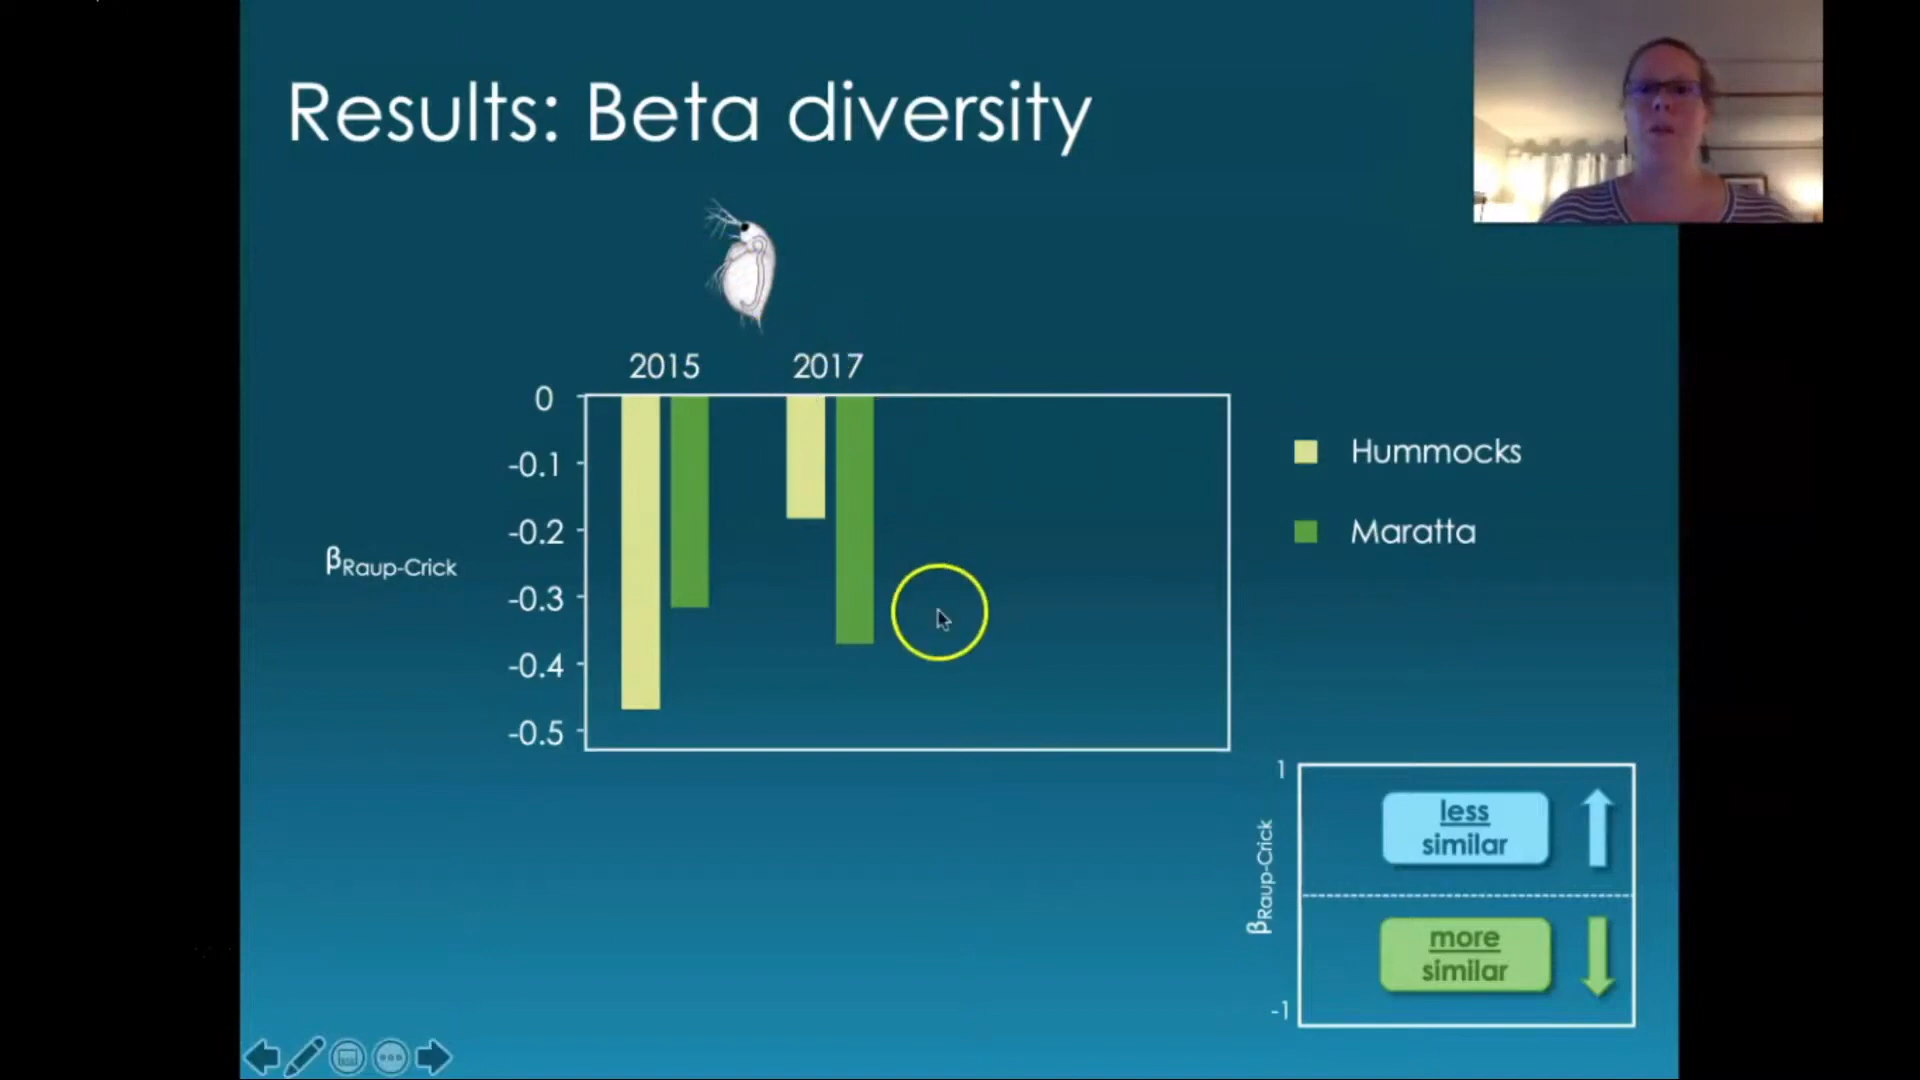 Results: Beta diversity
2015 2017
0
-0.1
-0.2
-0.3
-0.4
-0.5
βRaup-Crick
Hummocks
Maratta
1
less
similar
more
similar
-1
βRaup-Crick